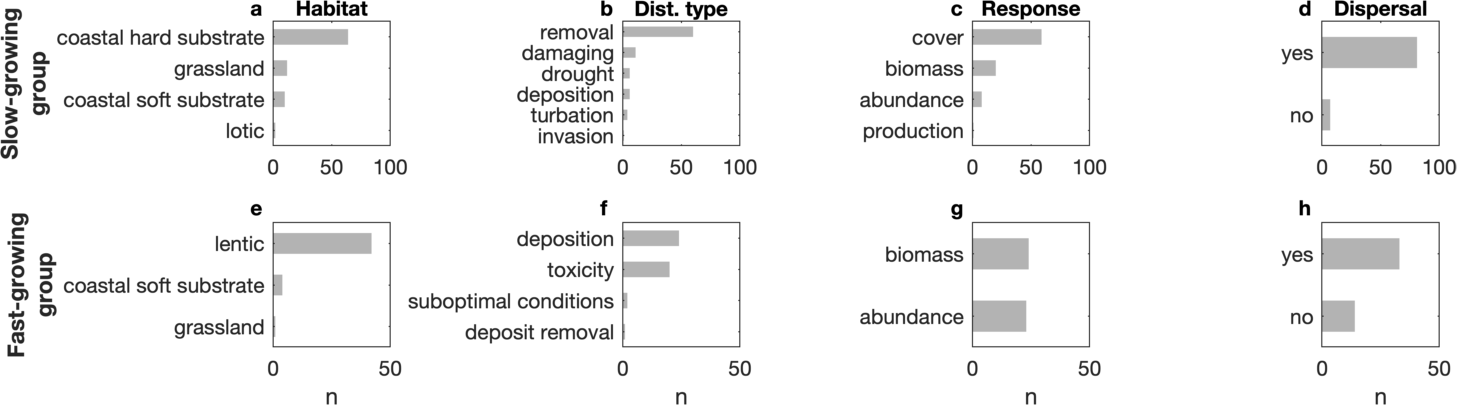 Slow-growing
group
a Habitat
coastal hard substrate
grassland
coastal soft substrate
lotic
0 50 100
b Dist. type
removal
damaging
drought
deposition
turbation
invasion
0 50 100
c Response
cover
biomass
abundance
production
0 50 100
d Dispersal
yes
no
0 50 100
Fast-growing
group
e
lentic
coastal soft substrate
grassland
0 50
n
f
deposition
toxicity
suboptimal conditions
deposit removal
0 50
n
g
biomass
abundance
0 50
n
h
yes
no
0 50
n